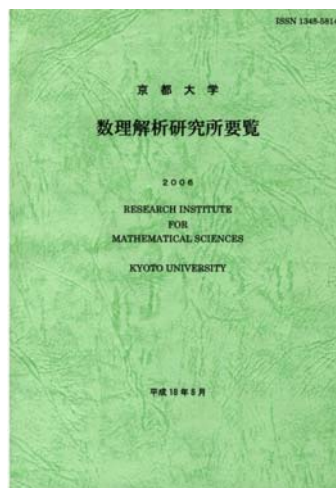 ISSN 1348-5814
京都大学
数理解析研究所要覧
2006
RESEARCH INSTITUTE
FOR
MATHEMATICAL SCIENCES
KYOTO UNIVERSITY
平成18年8月